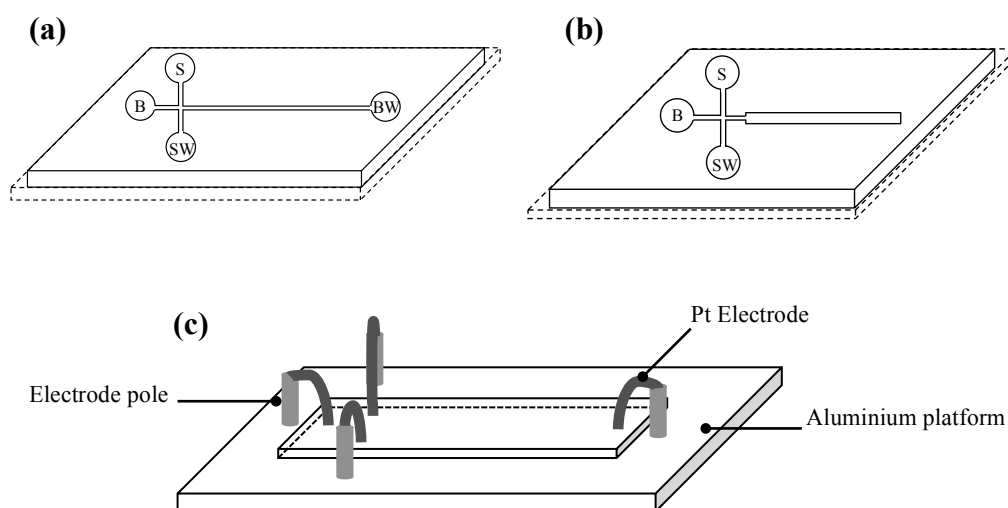 (a)
S
B
BW
SW
(b)
S
B
SW
(c)
Pt Electrode
Electrode pole
Aluminium platform